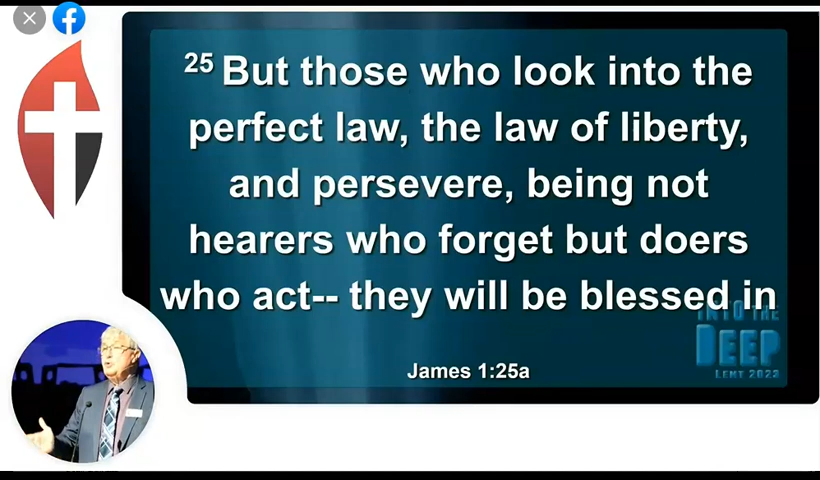 25 But those who look into the
perfect law, the law of liberty,
and persevere, being not
hearers who forget but doers
who act-- they will be blessed in
INTO THE
DEEP
LENT 2022
James 1:25a